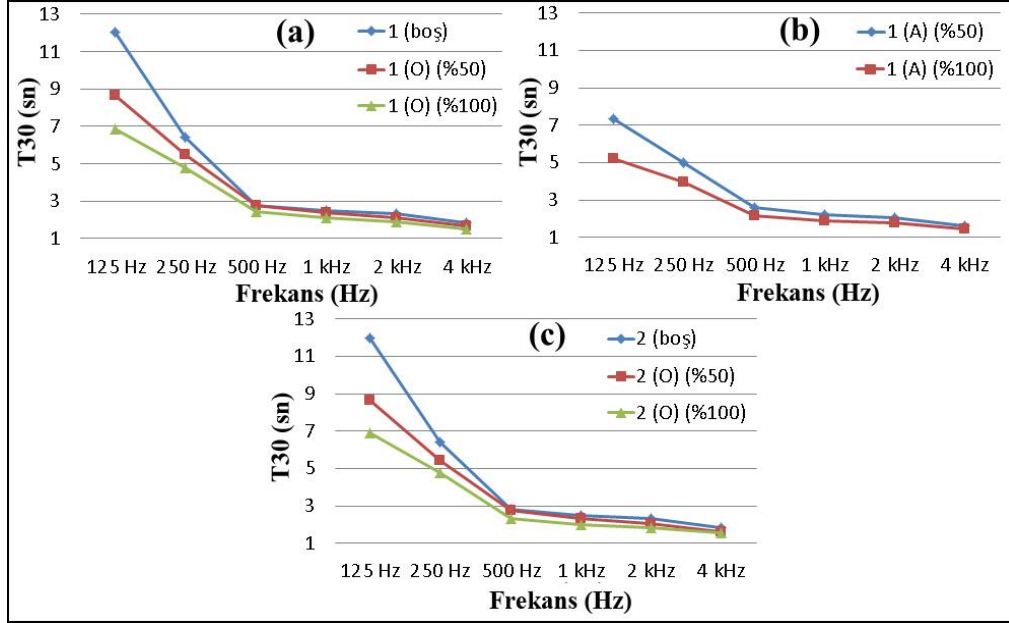 (a)
T30 (sn)
13
11
9
7
5
3
1
1 (boş)
1 (O) (%50)
1 (O) (%100)
125 Hz 250 Hz 500 Hz 1 kHz 2 kHz 4 kHz
Frekans (Hz)
(b)
T30 (sn)
13
11
9
7
5
3
1
1 (A) (%50)
1 (A) (%100)
125 Hz 250 Hz 500 Hz 1 kHz 2 kHz 4 kHz
Frekans (Hz)
(c)
T30 (sn)
13
11
9
7
5
3
1
2 (boş)
2 (O) (%50)
2 (O) (%100)
125 Hz 250 Hz 500 Hz 1 kHz 2 kHz 4 kHz
Frekans (Hz)